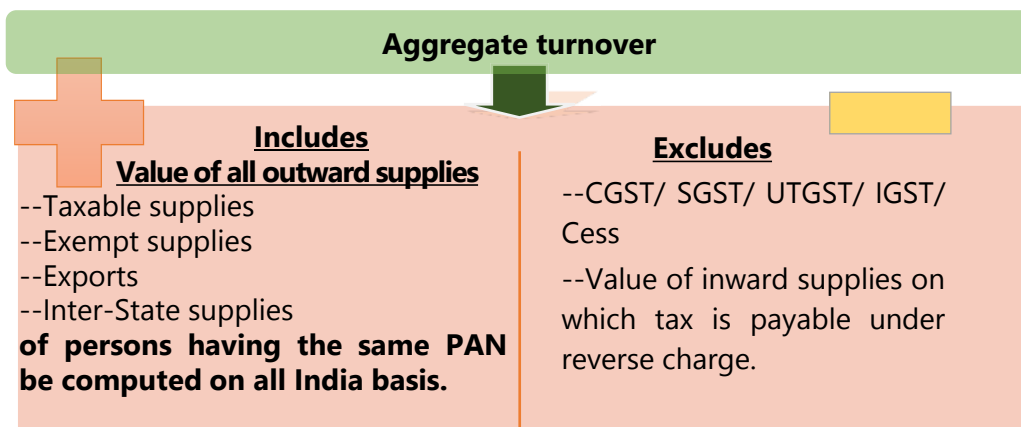 Aggregate turnover
Includes
Value of all outward supplies
--Taxable supplies
--Exempt supplies
--Exports
--Inter-State supplies
of persons having the same PAN
be computed on all India basis.
Excludes
--CGST/ SGST/ UTGST/ IGST/
Cess
--Value of inward supplies on
which tax is payable under
reverse charge.